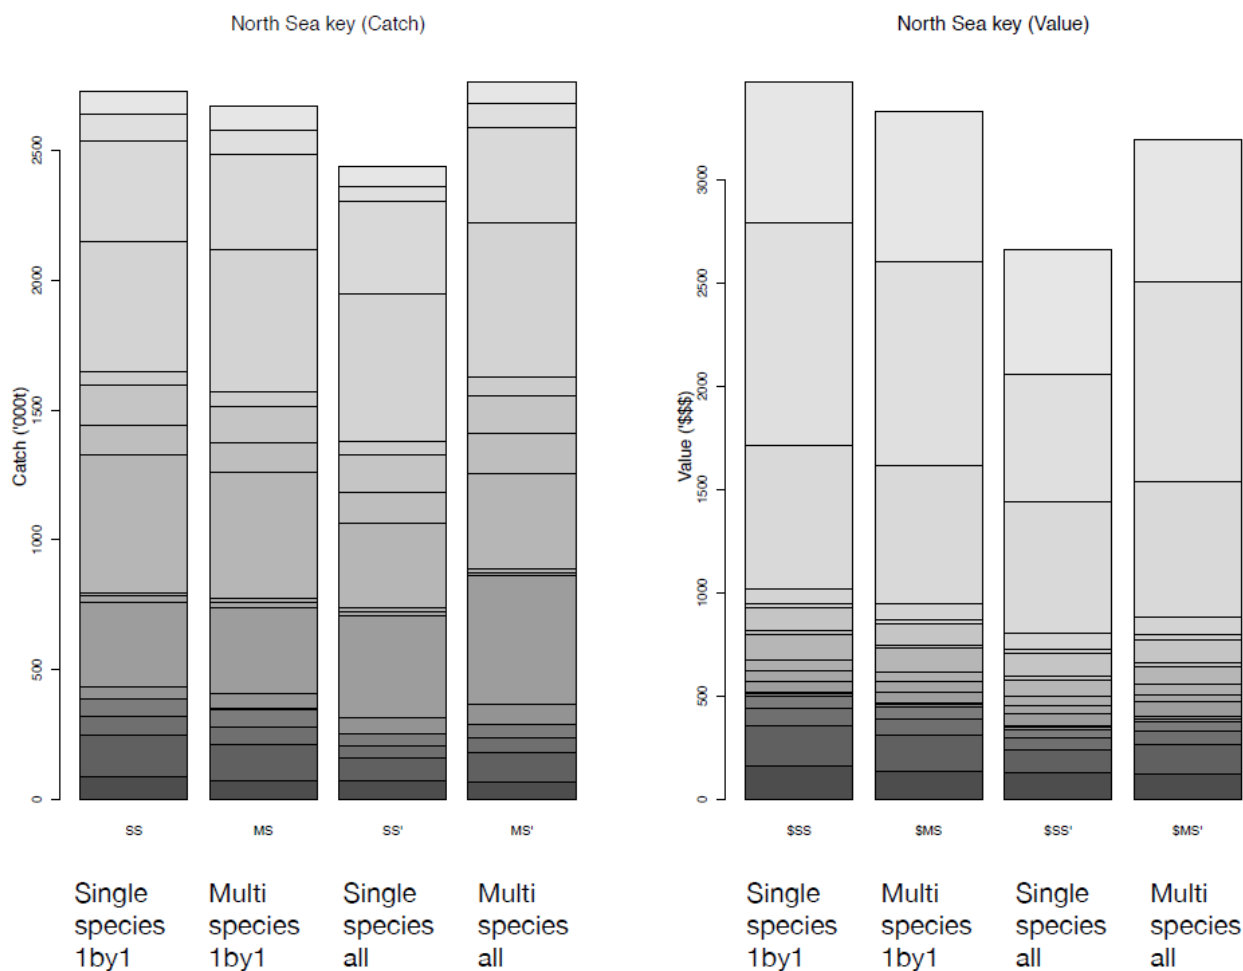 North Sea key (Catch)
Catch ('000t)
0
500
1000
1500
2000
2500
SS
MS
SS'
MS'
Single species 1by1
Multi species 1by1
Single species all
Multi species all
North Sea key (Value)
Value ('$$$)
0
500
1000
1500
2000
2500
3000
$SS
$MS
$SS'
$MS'
Single species 1by1
Multi species 1by1
Single species all
Multi species all